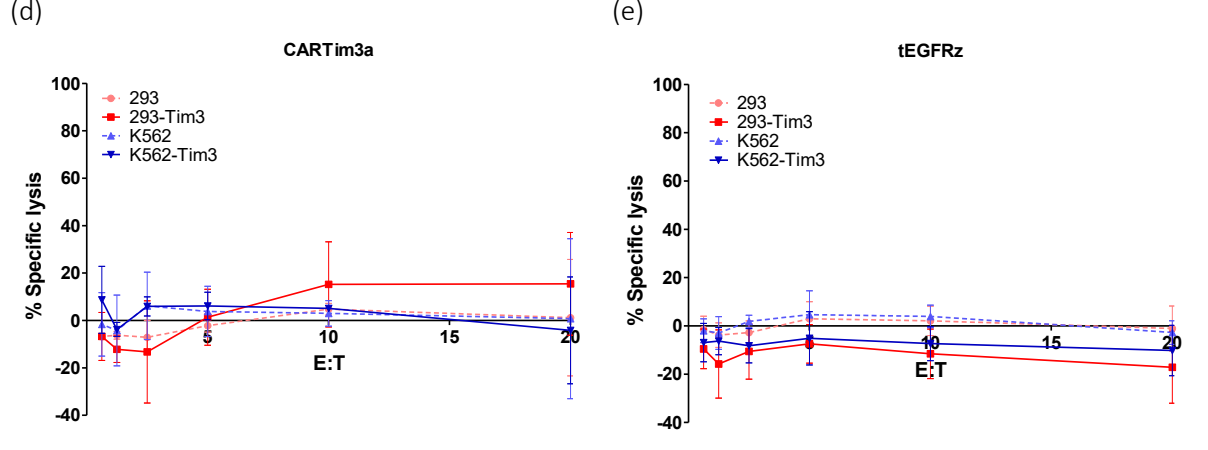 (d)
CARTim3a
100
80
60
40
20
0
-20
-40
% Specific lysis
293
293-Tim3
K562
K562-Tim3
5
10
15
20
E:T
(e)
tEGFRz
100
80
60
40
20
0
-20
-40
% Specific lysis
293
293-Tim3
K562
K562-Tim3
10
15
20
E:T